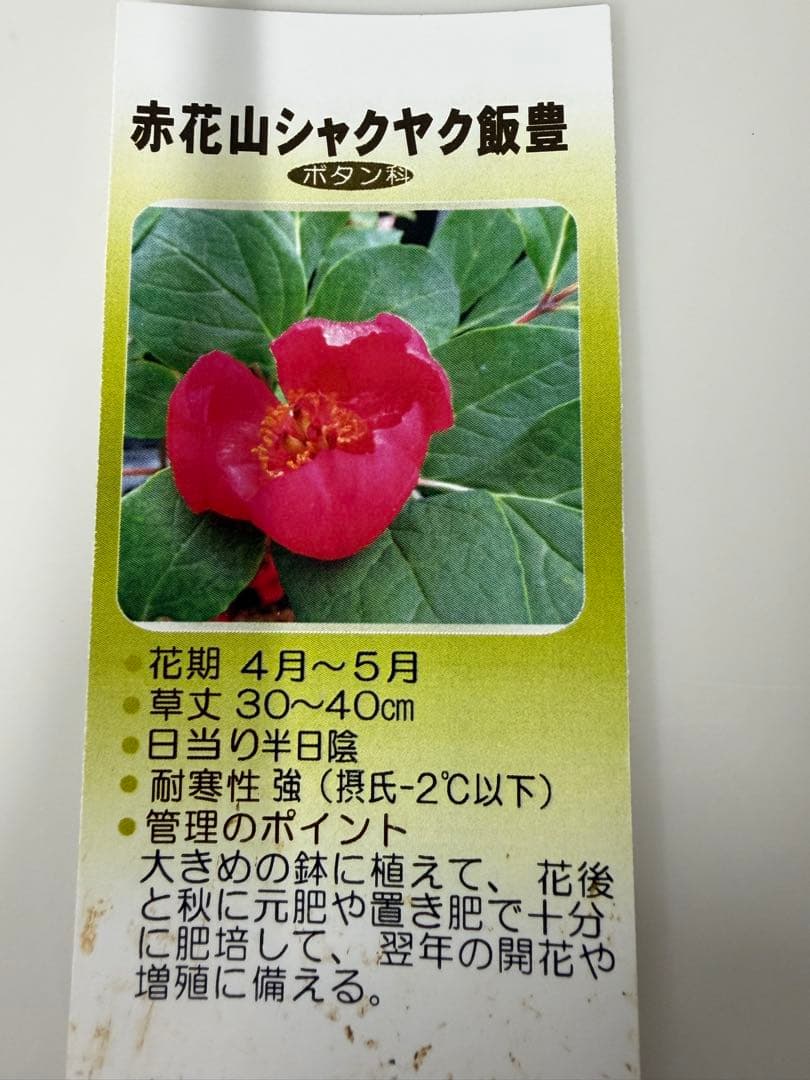 赤花山シャクヤク飯豊
ボタン科
●花期 4月〜5月
●草丈 30〜40㎝
●日当り半日陰
●耐寒性 強（摂氏-2℃以下）
●管理のポイント
大きめの鉢に植えて、花後
と秋に元肥や置き肥で十分
に肥培して、翌年の開花や
増殖に備える。